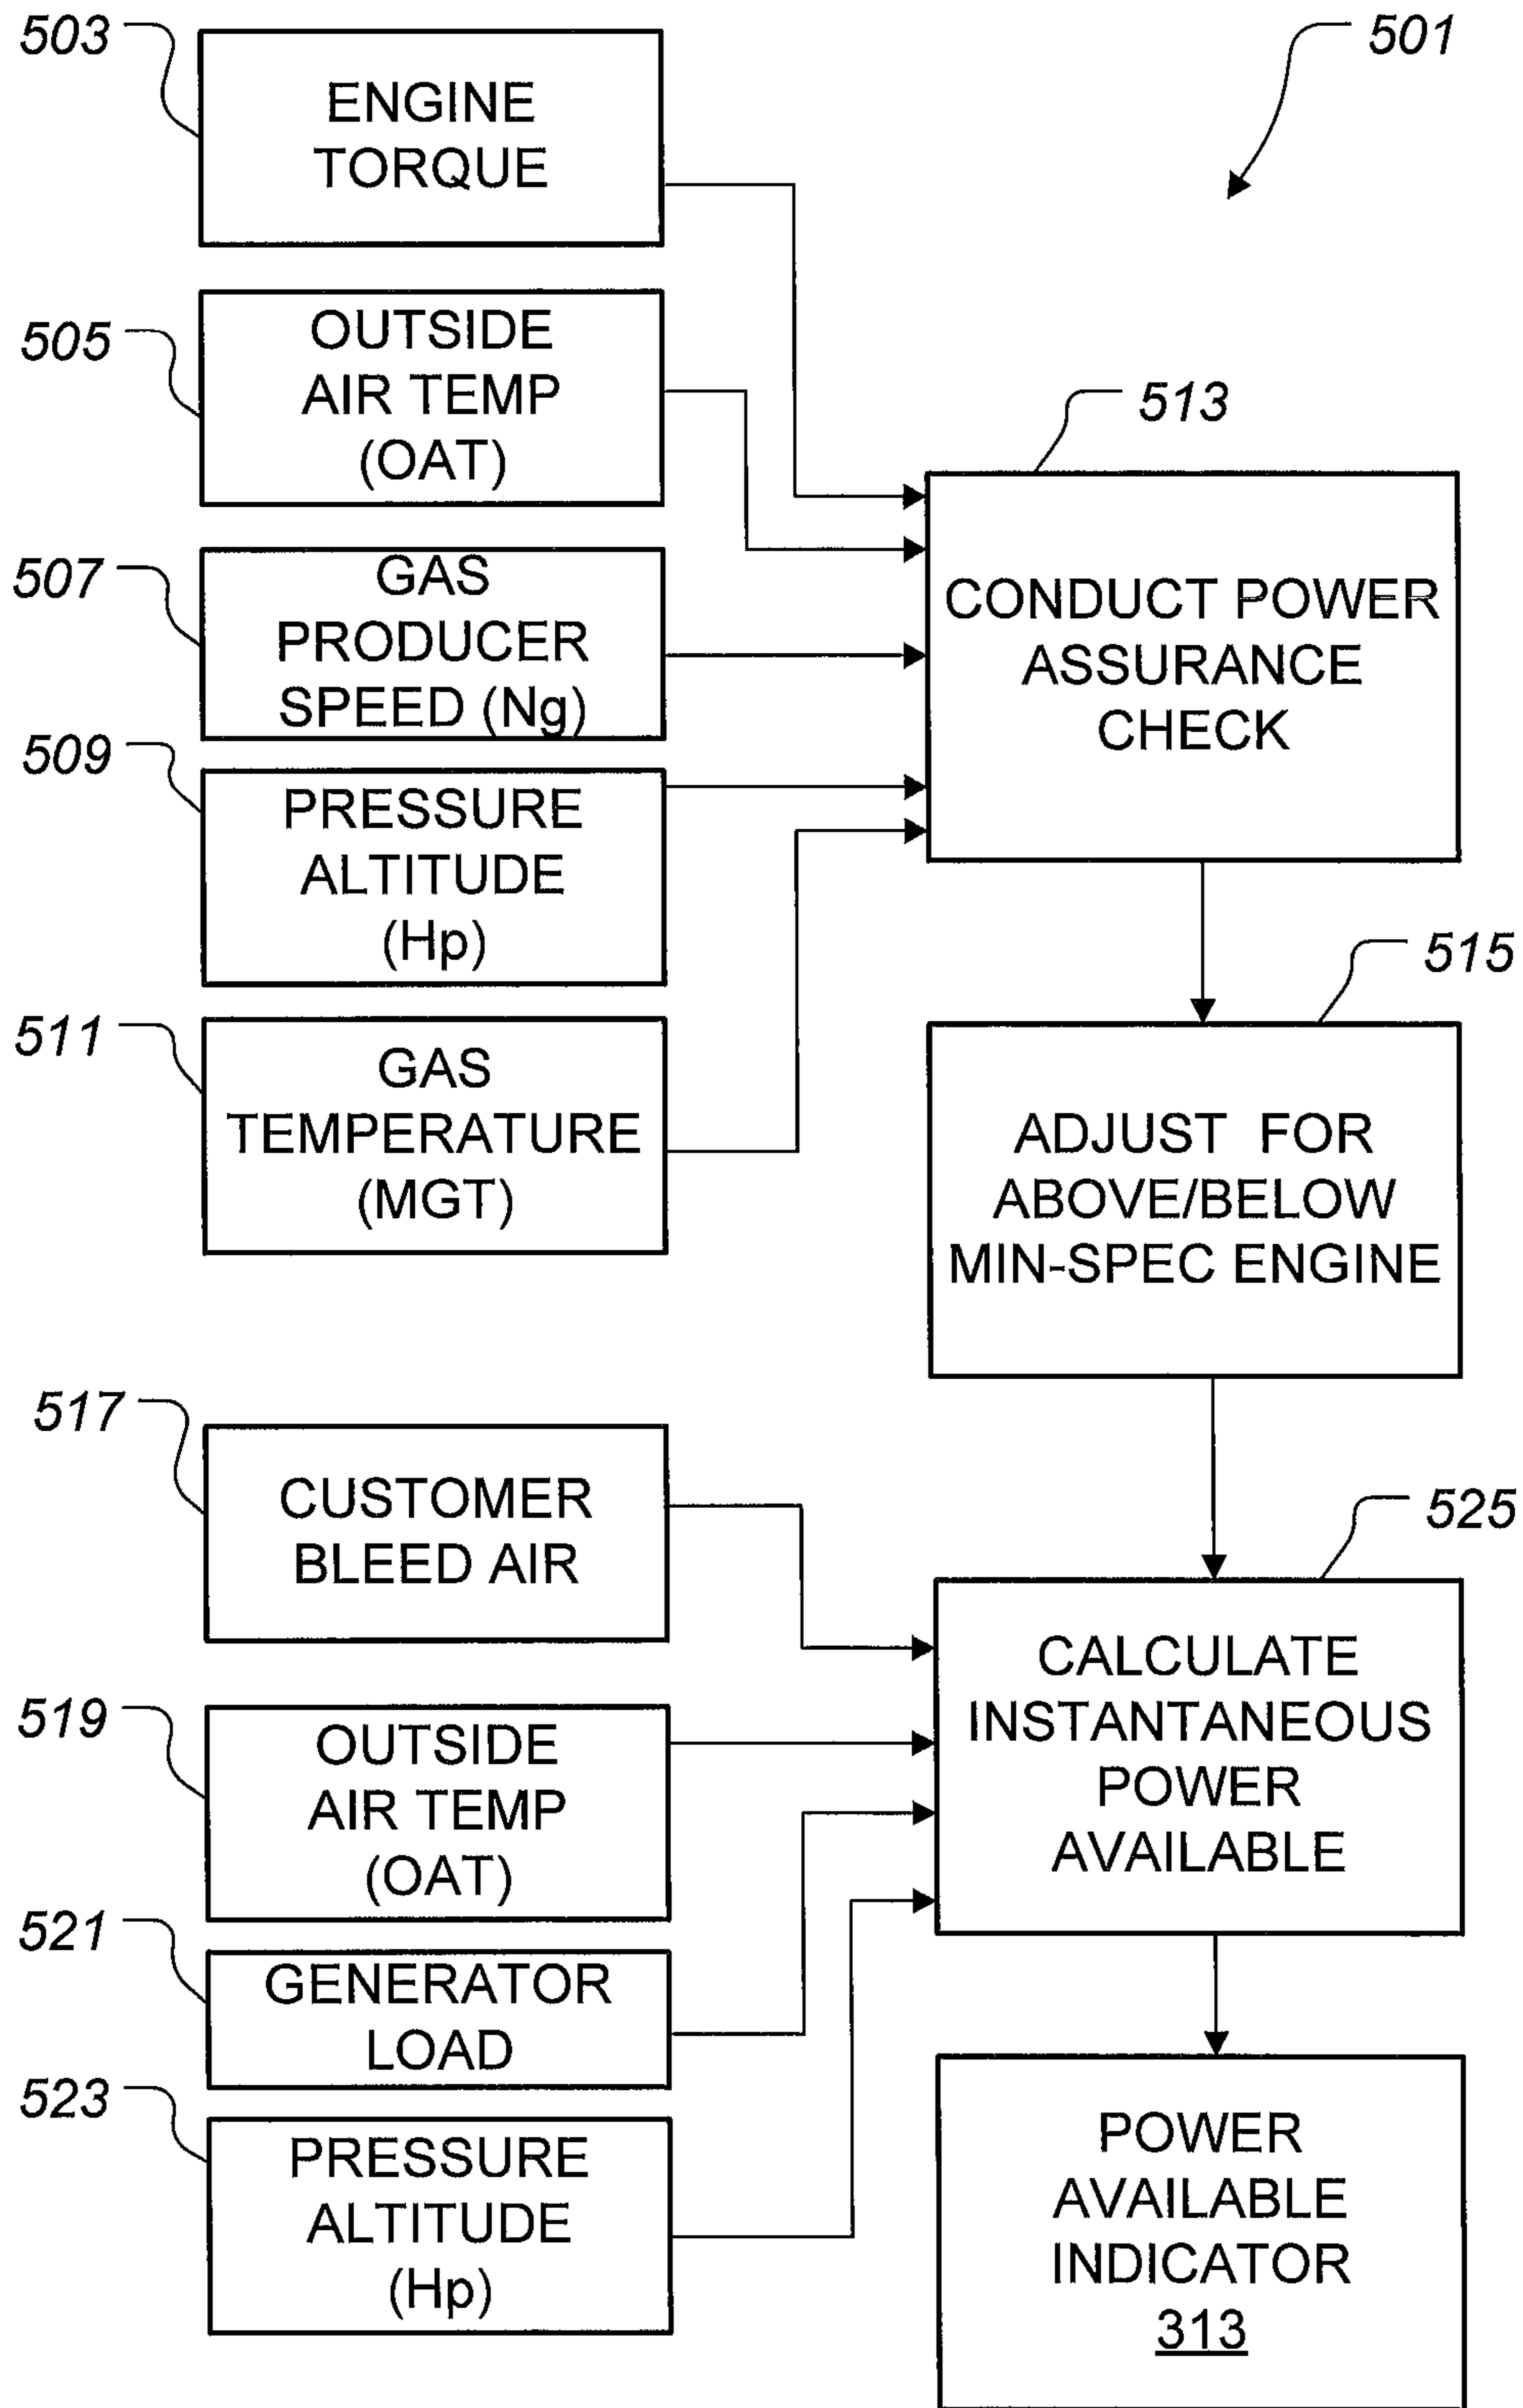 503
ENGINE
TORQUE
501
505
OUTSIDE
AIR TEMP
(OAT)
507
GAS
PRODUCER
SPEED (Ng)
509
PRESSURE
ALTITUDE
(Hp)
511
GAS
TEMPERATURE
(MGT)
513
CONDUCT POWER
ASSURANCE
CHECK
515
ADJUST FOR
ABOVE/BELOW
MIN-SPEC ENGINE
517
CUSTOMER
BLEED AIR
519
OUTSIDE
AIR TEMP
(OAT)
521
GENERATOR
LOAD
523
PRESSURE
ALTITUDE
(Hp)
525
CALCULATE
INSTANTANEOUS
POWER
AVAILABLE
POWER
AVAILABLE
INDICATOR
313